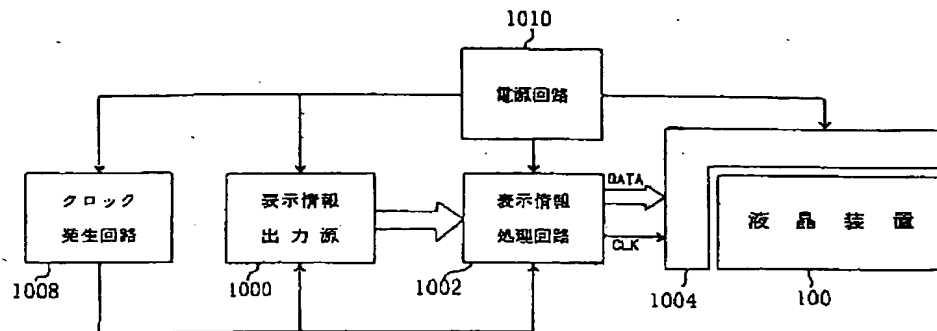 1010
電源回路
クロック
発生回路
1008
表示情報
出力源
1000
表示情報
処理回路
1002
DATA
CLK
1004
液晶装置
100